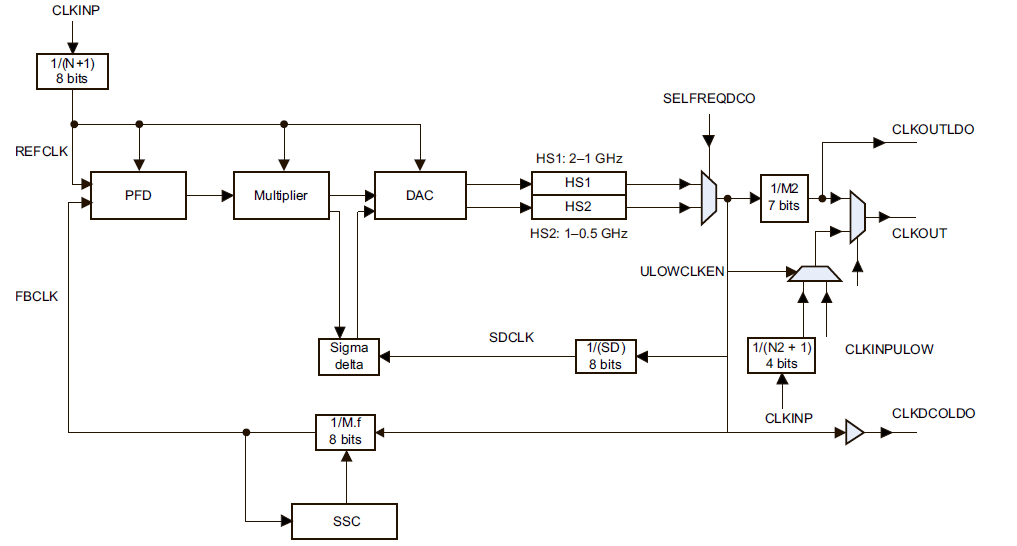 CLKINP
1/(N+1)
8 bits
SELFREQDCO
CLKOUTLDO
REFCLK
HS1: 2–1 GHz
PFD
Multiplier
DAC
HS1
HS2
1/M2
7 bits
HS2: 1–0.5 GHz
CLKOUT
ULOWCLKEN
FBCLK
SDCLK
Sigma
delta
1/(SD)
8 bits
1/(N2 + 1)
4 bits
CLKINPULOW
CLKINP
CLKDCOLDO
1/M.f
8 bits
SSC